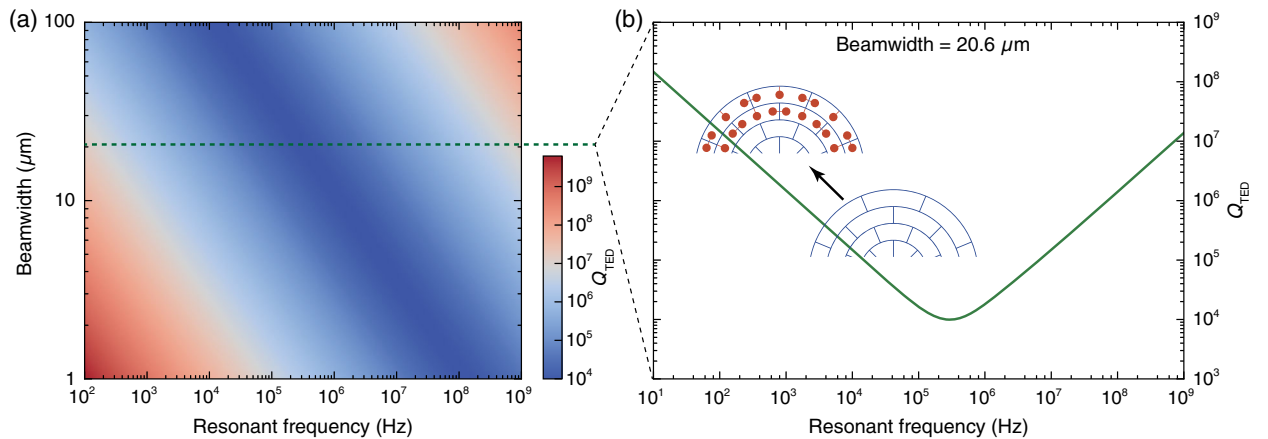 (a)
100
10
1
Beamwidth (µm)
10² 10³ 10⁴ 10⁵ 10⁶ 10⁷ 10⁸ 10⁹
Resonant frequency (Hz)
10⁹
10⁸
10⁷
10⁶
10⁵
10⁴
Q_TED
(b)
Beamwidth = 20.6 µm
10¹ 10² 10³ 10⁴ 10⁵ 10⁶ 10⁷ 10⁸ 10⁹
Resonant frequency (Hz)
10⁹
10⁸
10⁷
10⁶
10⁵
10⁴
10³
Q_TED